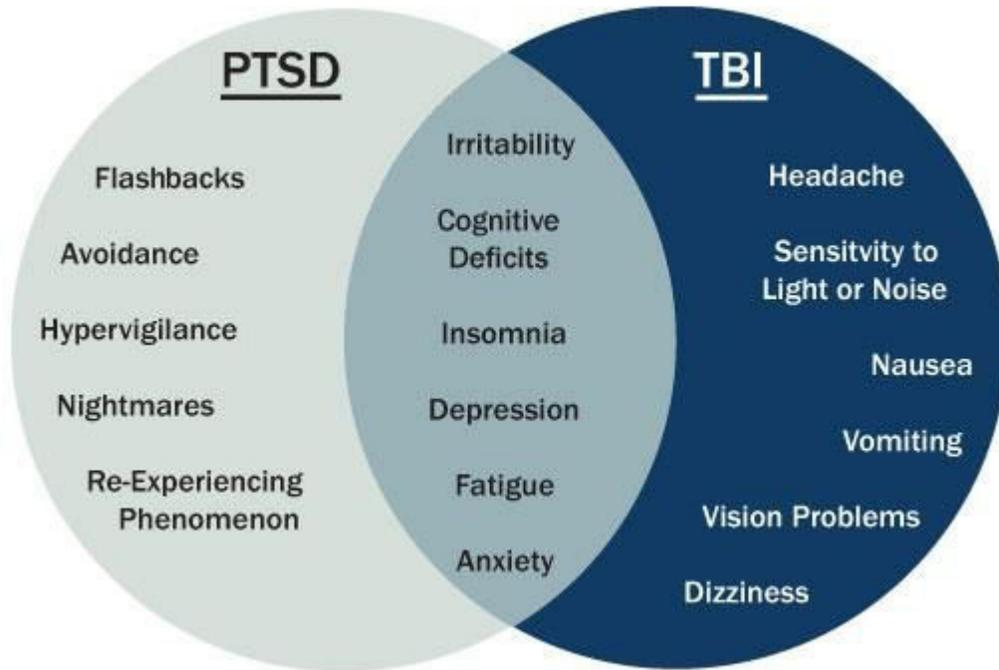 PTSD
Flashbacks
Avoidance
Hypervigilance
Nightmares
Re-Experiencing
Phenomenon
Irritability
Cognitive
Deficits
Insomnia
Depression
Fatigue
Anxiety
TBI
Headache
Sensitvity to
Light or Noise
Nausea
Vomiting
Vision Problems
Dizziness